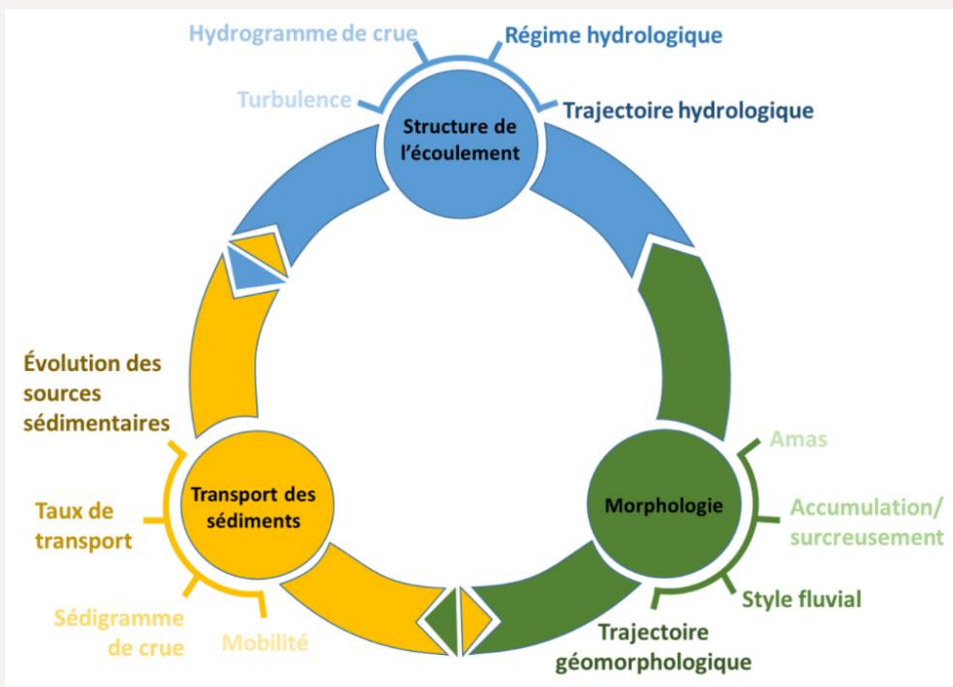 Hydrogramme de crue
Régime hydrologique
Turbulence
Trajectoire hydrologique
Structure de
l'écoulement
Évolution des
sources
sédimentaires
Taux de
transport
Sédigramme
de crue
Mobilité
Transport des
sédiments
Morphologie
Amas
Accumulation/
surcreusement
Style fluvial
Trajectoire
géomorphologique